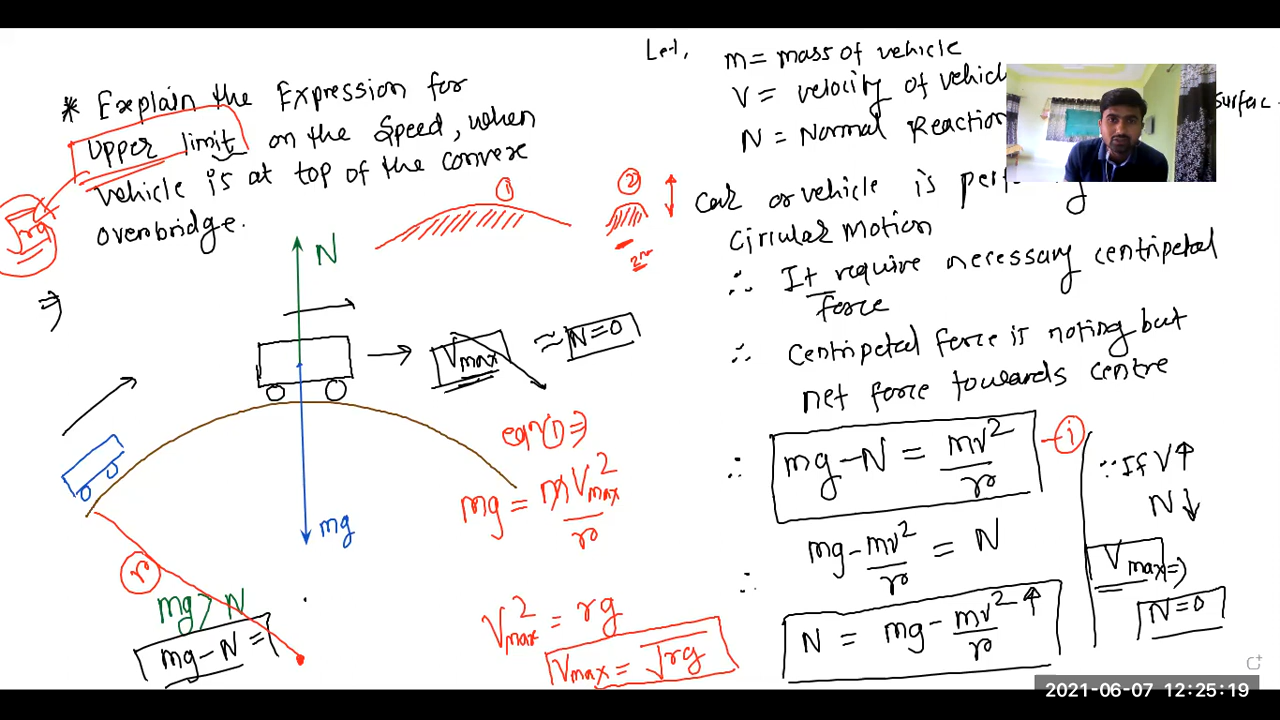 * Explain the Expression for
Upper limit on the Speed, when
vehicle is at top of the convex
overbridge.
√rg
⇒
1
2
N
Vmax
≈ N=0
mg
r
mg > N
mg - N =
eqn(1) ⇒
mg = mV²max / r
V²max = rg
Vmax = √rg
Let,
m = mass of vehicle
V = velocity of
N = Normal Reaction
car or vehicle is
Circular Motion
∴ It require necessary centripetal
force
∴ Centripetal force is noting but
net force towards centre
∴ mg - N = mv²/r - i
mg - mv²/r = N
∴ N = mg - mv²/r ↑
∵ If V↑
N ↓
Vmax ⇒
N=0
2021-06-07 12:25:19